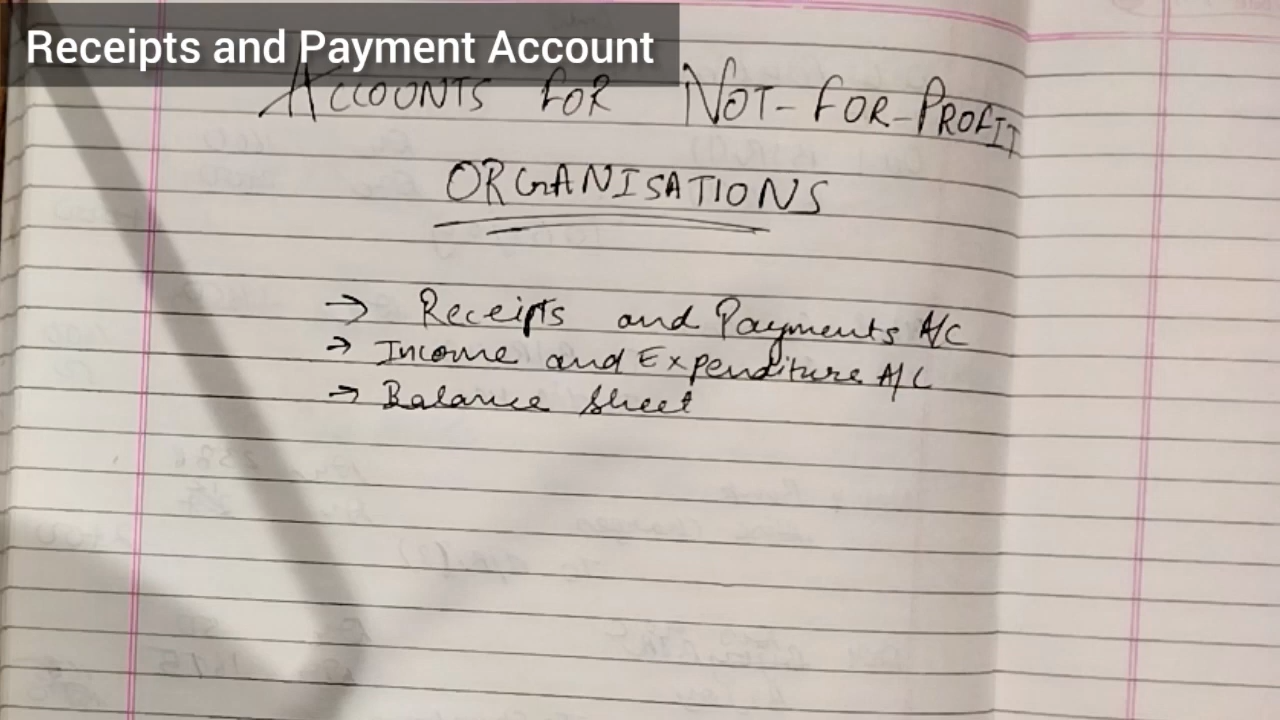 Receipts and Payment Account
ACCOUNTS FOR NOT-FOR-PROFIT
ORGANISATIONS
→ Receipts and Payments A/C
→ Income and Expenditure A/C
→ Balance Sheet